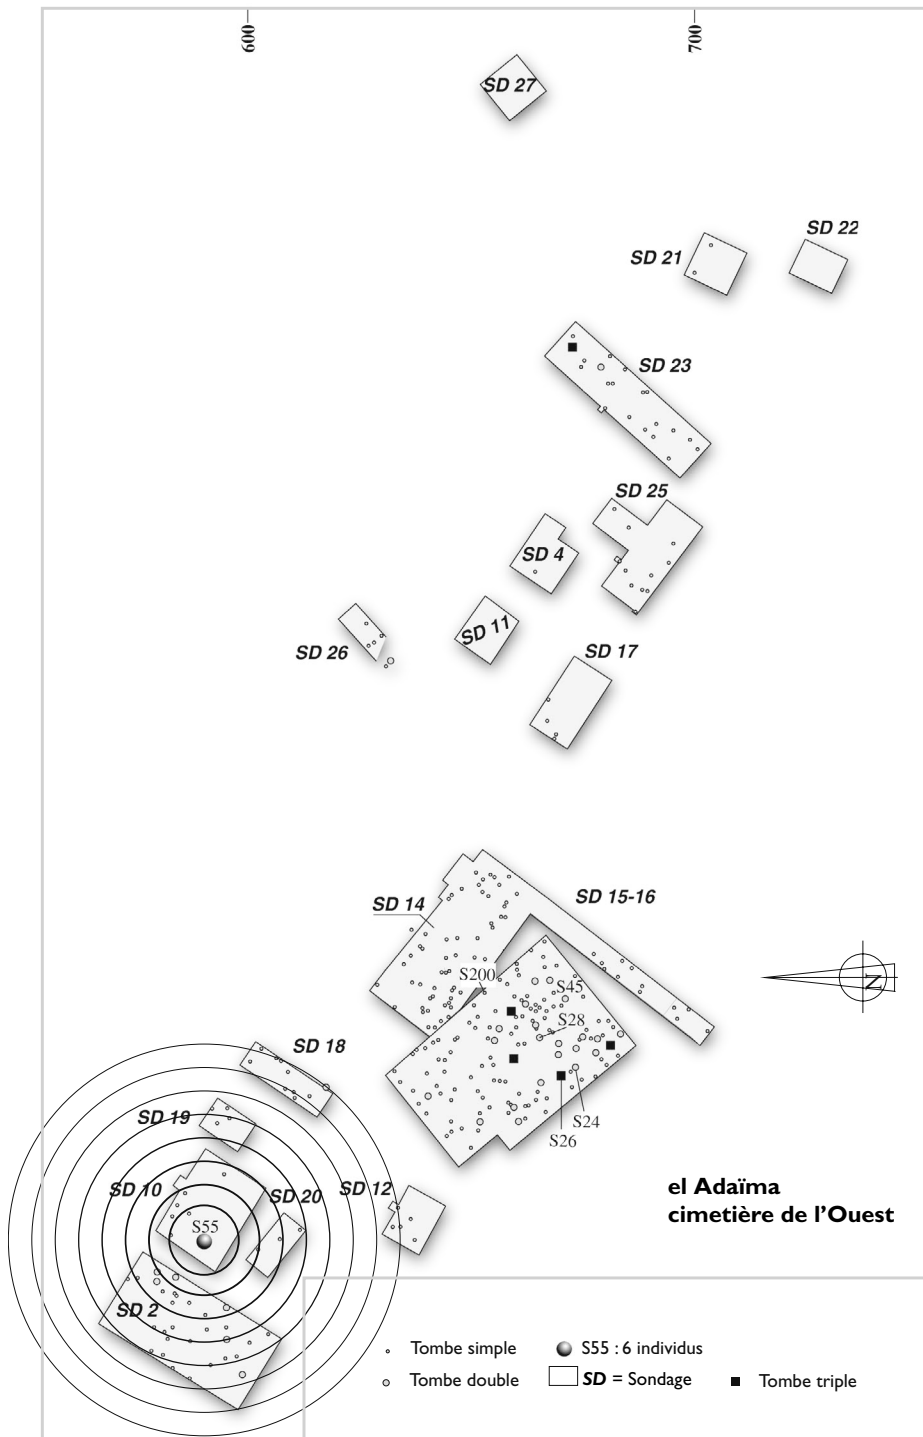 600
700
SD 27
SD 22
SD 21
SD 23
SD 25
SD 4
SD 11
SD 26
SD 17
SD 14
SD 15-16
S200
S45
S28
N
SD 18
S24
S26
SD 19
SD 10
SD 20
SD 12
S55
el Adaïma
cimetière de l'Ouest
SD 2
Tombe simple
S55 : 6 individus
Tombe double
SD = Sondage
Tombe triple